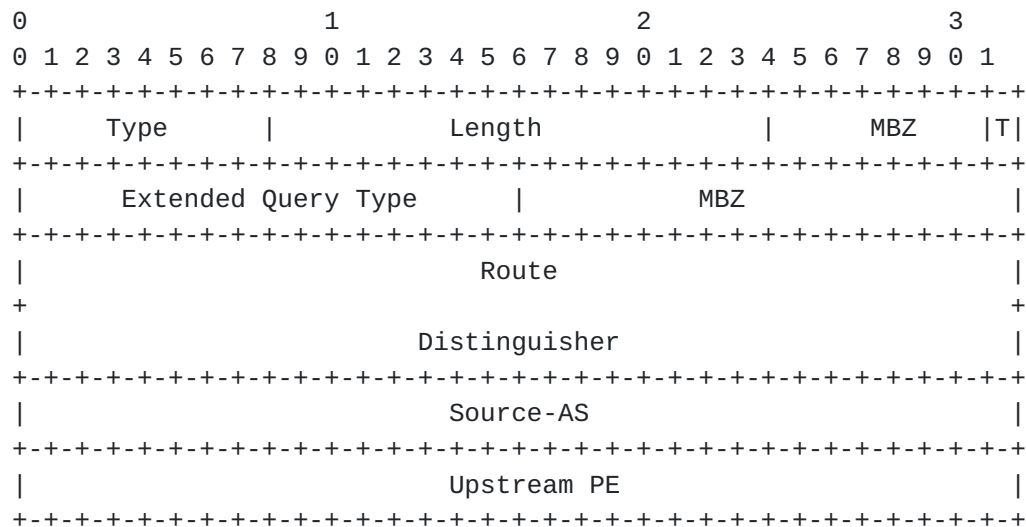 0                   1                   2                   3
0 1 2 3 4 5 6 7 8 9 0 1 2 3 4 5 6 7 8 9 0 1 2 3 4 5 6 7 8 9 0 1
+-+-+-+-+-+-+-+-+-+-+-+-+-+-+-+-+-+-+-+-+-+-+-+-+-+-+-+-+-+-+-+-+
|     Type      |           Length              |      MBZ    |T|
+-+-+-+-+-+-+-+-+-+-+-+-+-+-+-+-+-+-+-+-+-+-+-+-+-+-+-+-+-+-+-+-+
|      Extended Query Type      |           MBZ                 |
+-+-+-+-+-+-+-+-+-+-+-+-+-+-+-+-+-+-+-+-+-+-+-+-+-+-+-+-+-+-+-+-+
|                             Route                             |
+                                                               +
|                         Distinguisher                         |
+-+-+-+-+-+-+-+-+-+-+-+-+-+-+-+-+-+-+-+-+-+-+-+-+-+-+-+-+-+-+-+-+
|                           Source-AS                           |
+-+-+-+-+-+-+-+-+-+-+-+-+-+-+-+-+-+-+-+-+-+-+-+-+-+-+-+-+-+-+-+-+
|                           Upstream PE                         |
+-+-+-+-+-+-+-+-+-+-+-+-+-+-+-+-+-+-+-+-+-+-+-+-+-+-+-+-+-+-+-+-+